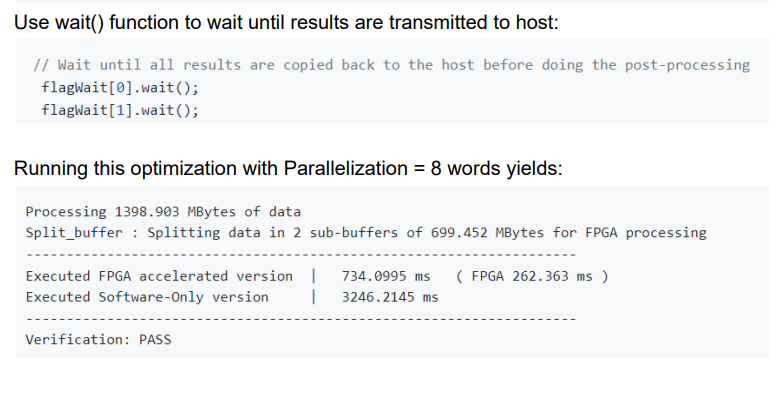 Use wait() function to wait until results are transmitted to host:
// Wait until all results are copied back to the host before doing the post-processing
flagWait[0].wait();
flagWait[1].wait();
Running this optimization with Parallelization = 8 words yields:
Processing 1398.903 MBytes of data
Split_buffer : Splitting data in 2 sub-buffers of 699.452 MBytes for FPGA processing
--------------------------------------------------------------------
Executed FPGA accelerated version | 734.0995 ms ( FPGA 262.363 ms )
Executed Software-Only version | 3246.2145 ms
--------------------------------------------------------------------
Verification: PASS